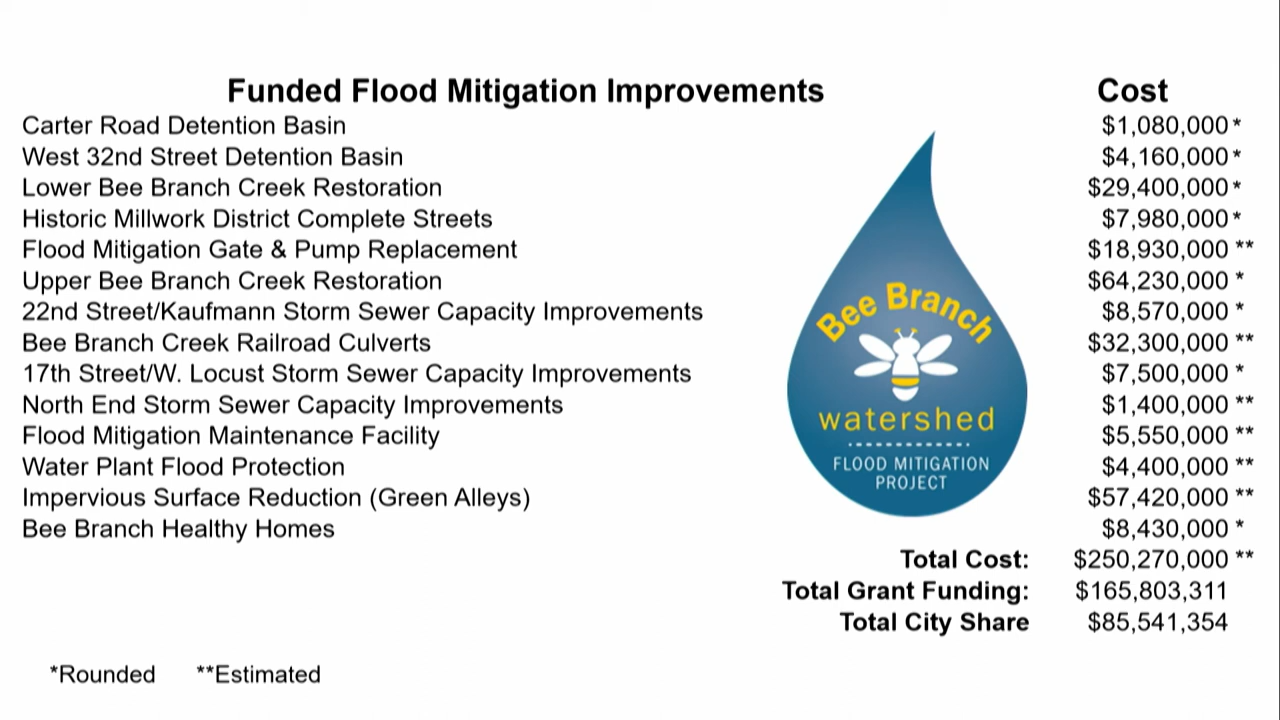 Funded Flood Mitigation Improvements Cost
Carter Road Detention Basin $1,080,000 *
West 32nd Street Detention Basin $4,160,000 *
Lower Bee Branch Creek Restoration $29,400,000 *
Historic Millwork District Complete Streets $7,980,000 *
Flood Mitigation Gate & Pump Replacement $18,930,000 **
Upper Bee Branch Creek Restoration $64,230,000 *
22nd Street/Kaufmann Storm Sewer Capacity Improvements $8,570,000 *
Bee Branch Creek Railroad Culverts $32,300,000 **
17th Street/W. Locust Storm Sewer Capacity Improvements $7,500,000 *
North End Storm Sewer Capacity Improvements $1,400,000 **
Flood Mitigation Maintenance Facility $5,550,000 **
Water Plant Flood Protection $4,400,000 **
Impervious Surface Reduction (Green Alleys) $57,420,000 **
Bee Branch Healthy Homes $8,430,000 *
Bee Branch
watershed
FLOOD MITIGATION
PROJECT
Total Cost: $250,270,000 **
Total Grant Funding: $165,803,311
Total City Share $85,541,354
*Rounded **Estimated